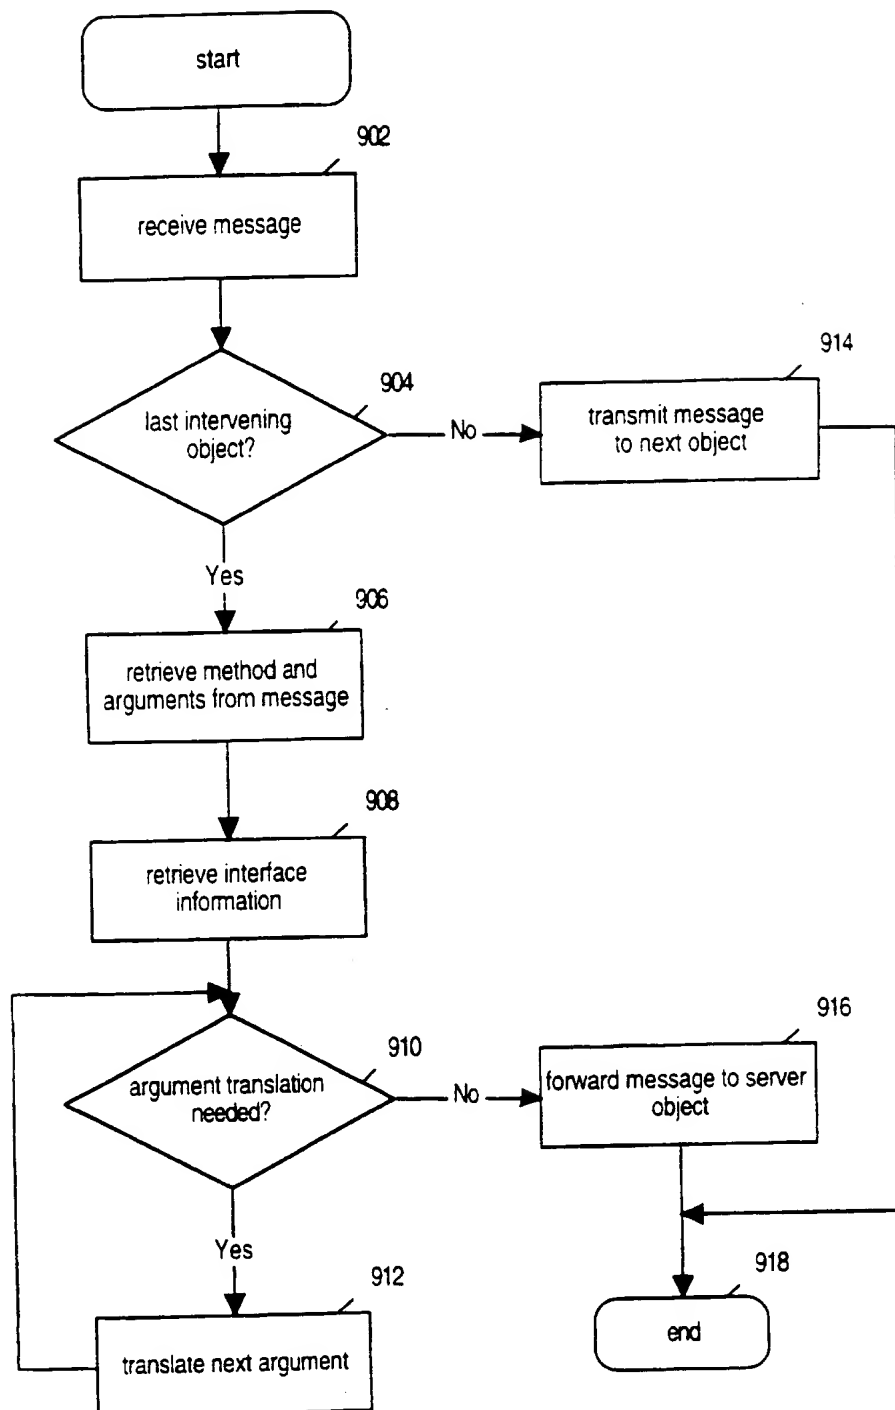 start
902
receive message
904
last intervening
object?
No
914
transmit message
to next object
Yes
906
retrieve method and
arguments from message
908
retrieve interface
information
910
argument translation
needed?
No
916
forward message to server
object
Yes
912
translate next argument
918
end